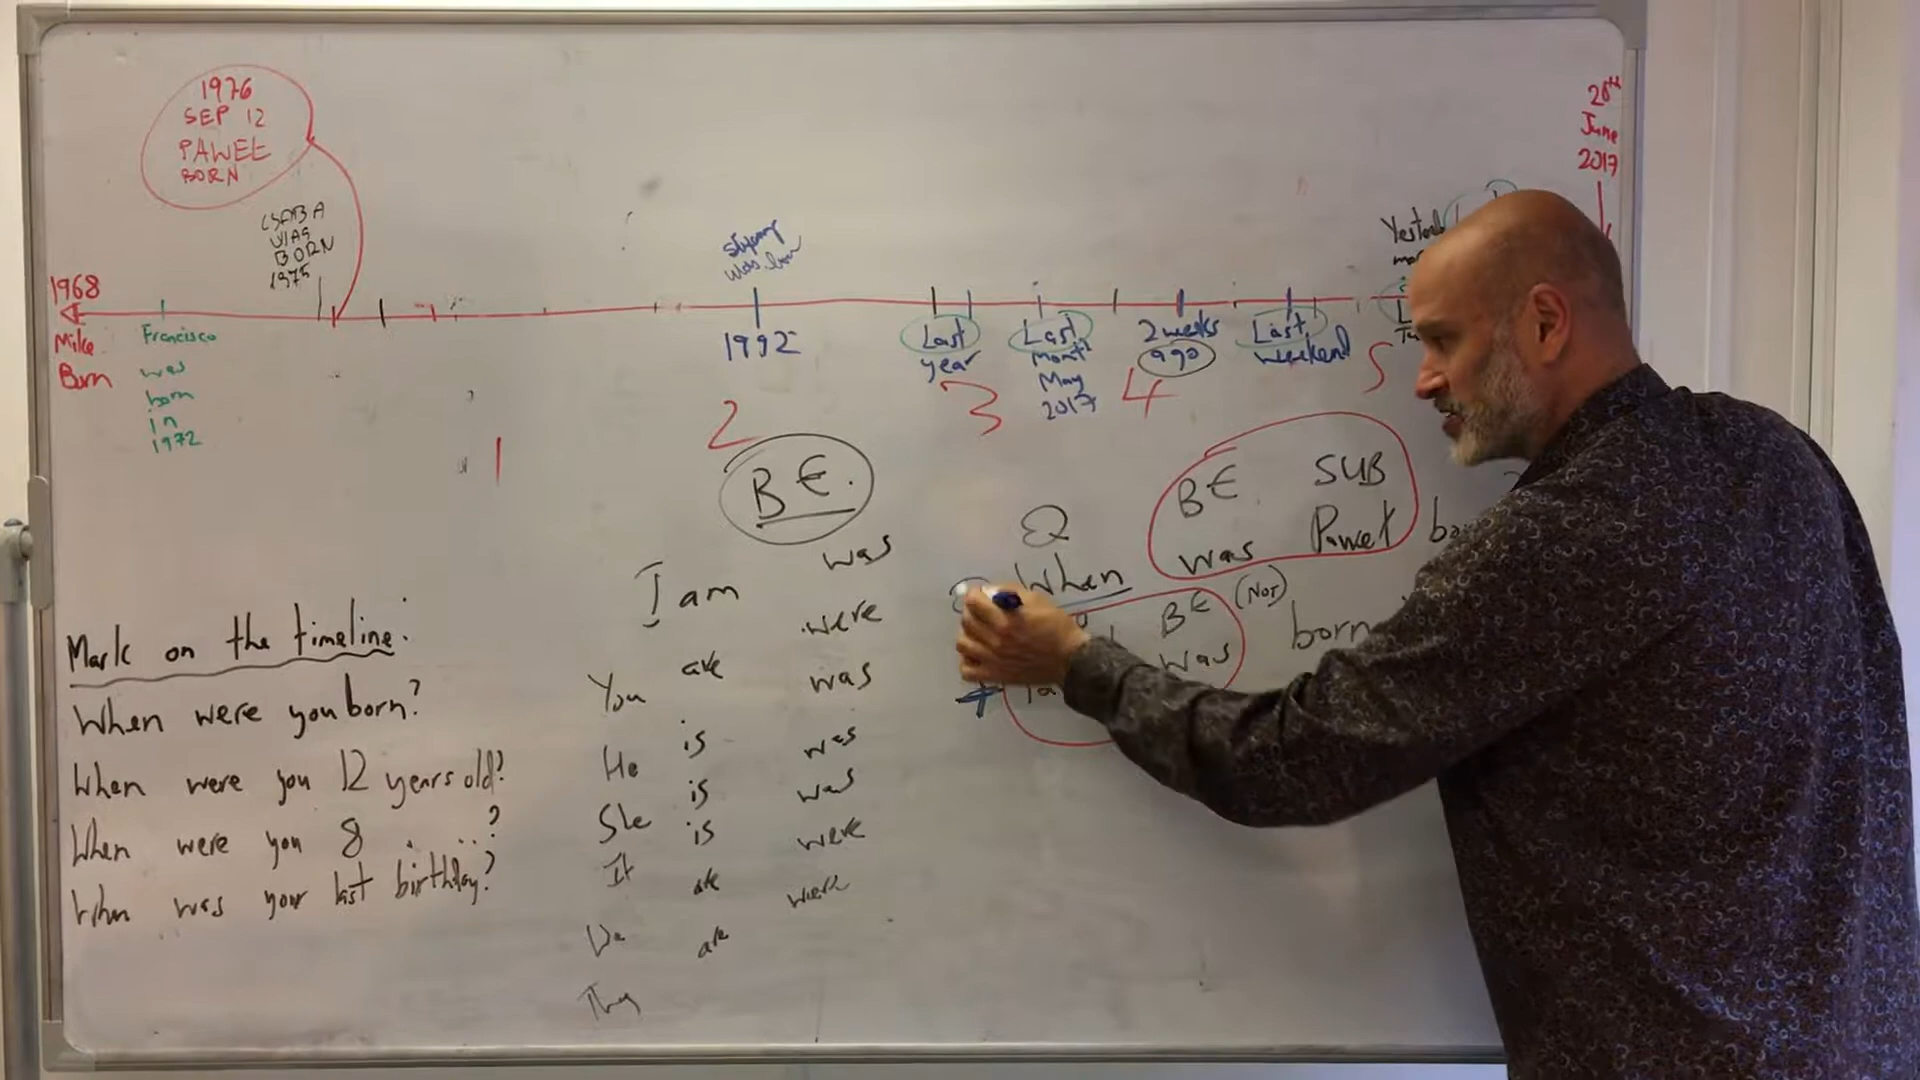 1976
SEP 12
PAWEŁ
BORN
CSABA
WAS
BORN
1975
1968
Mike
Born
Francisco
was
born
in
1972
was born
1992
Last
year
Last
month
May
2017
2 weeks
ago
Last
weekend
20th
June
2017
1
2
3
4
5
BE.
I am was
You are were
He is was
She is was
It is was
We are were
They are were
Mark on the timeline:
When were you born?
When were you 12 years old?
When were you 8 . . . ?
When was your last birthday?
Q
When
BE. SUB
was Paweł
BE (NOT)
was born
+